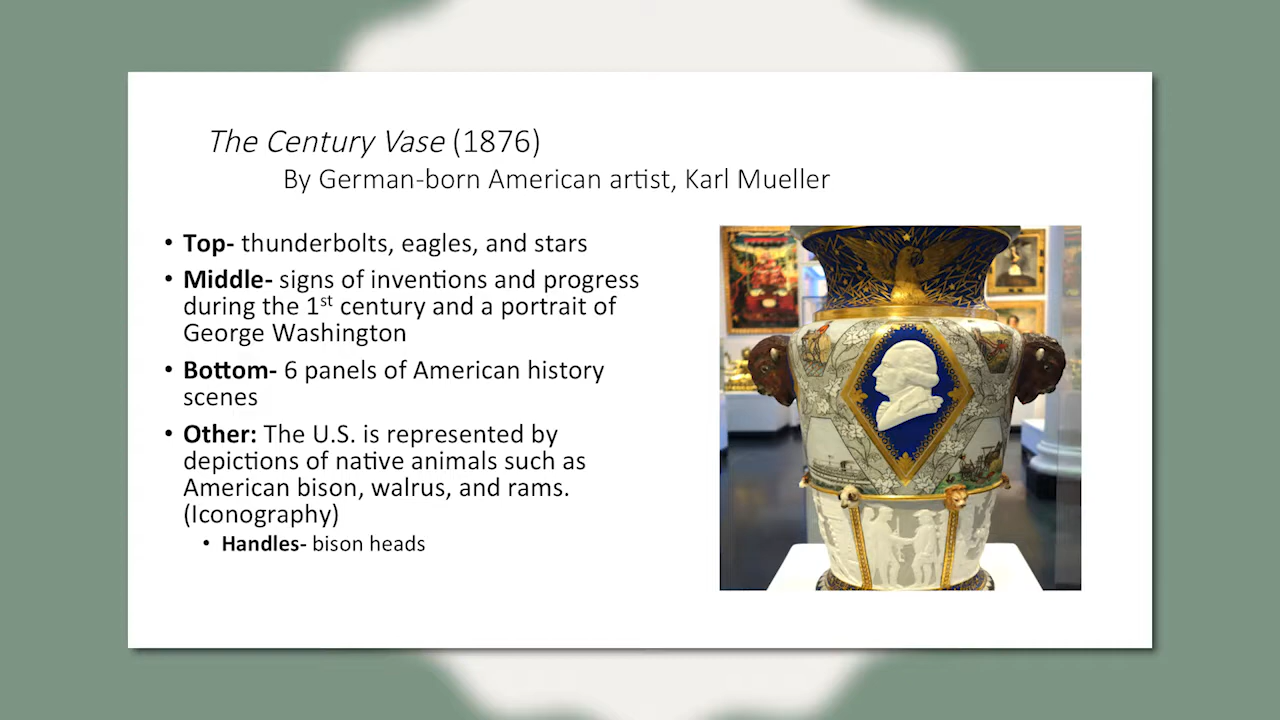 The Century Vase (1876)
By German-born American artist, Karl Mueller
• Top- thunderbolts, eagles, and stars
• Middle- signs of inventions and progress
during the 1st century and a portrait of
George Washington
• Bottom- 6 panels of American history
scenes
• Other: The U.S. is represented by
depictions of native animals such as
American bison, walrus, and rams.
(Iconography)
• Handles- bison heads